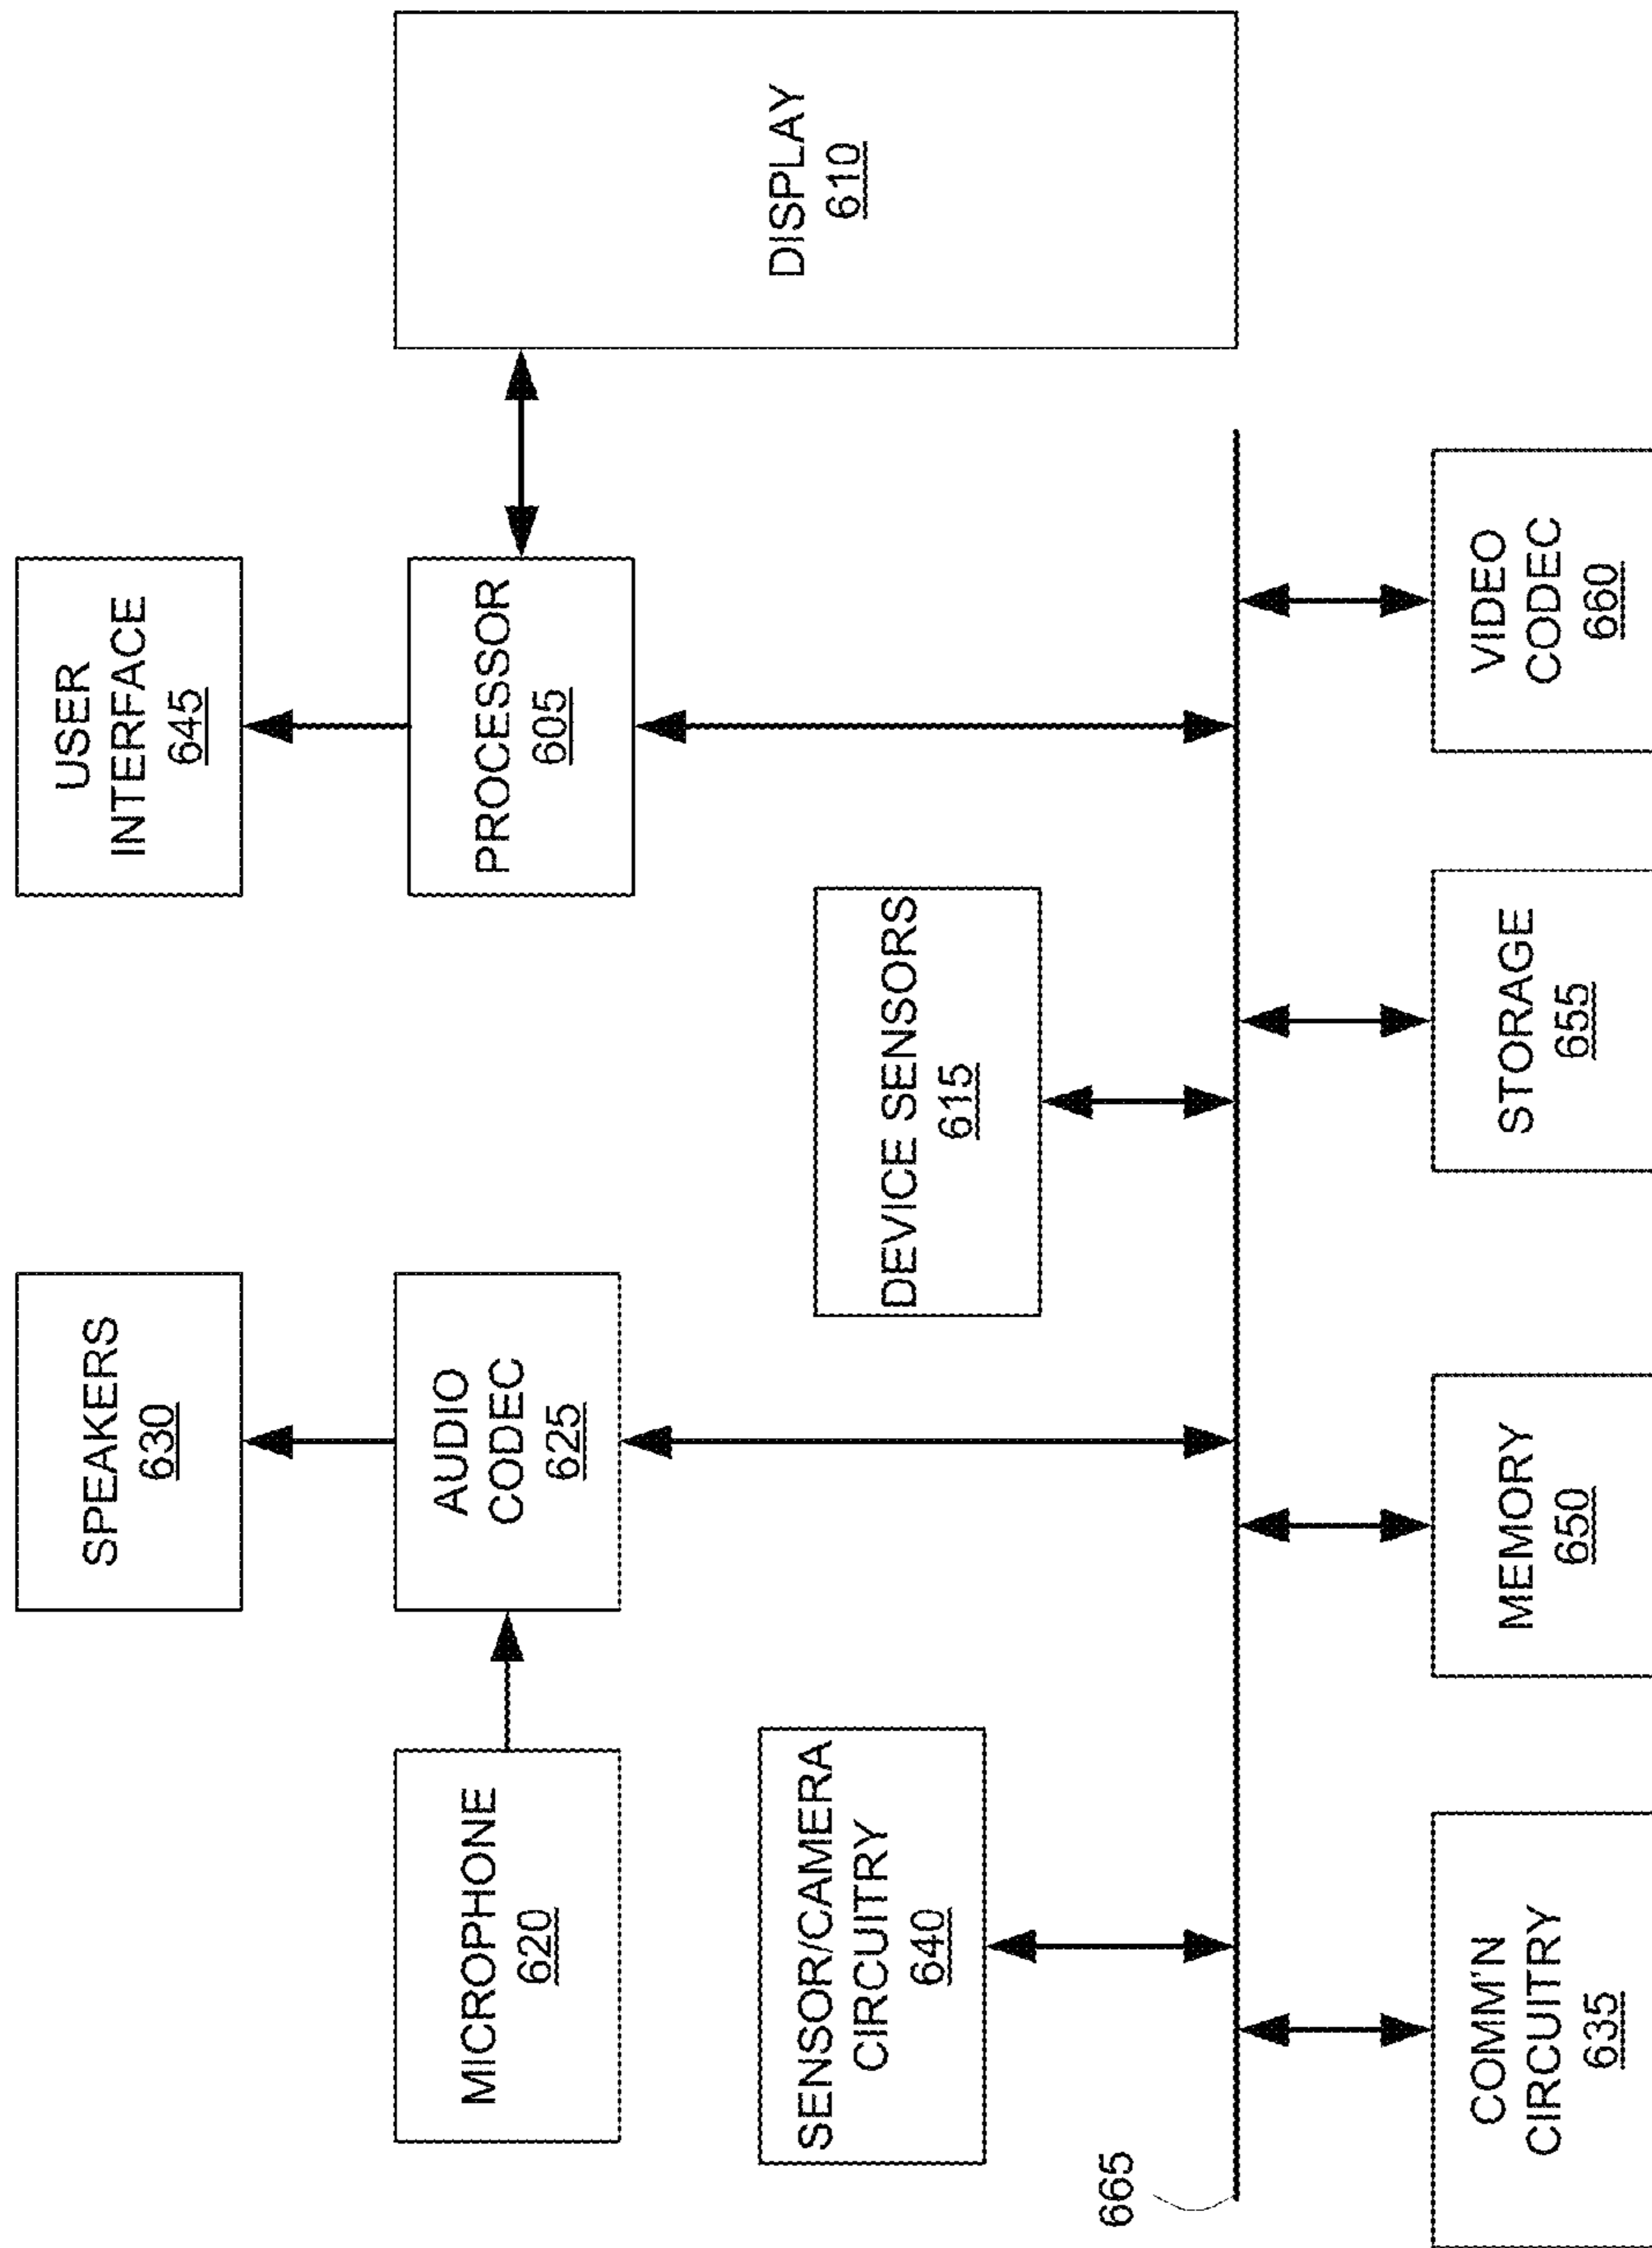 SPEAKERS
630
USER
INTERFACE
645
MICROPHONE
620
AUDIO
CODEC
625
PROCESSOR
605
DISPLAY
610
SENSOR/CAMERA
CIRCUITRY
640
DEVICE SENSORS
615
665
COMM'N
CIRCUITRY
635
MEMORY
650
STORAGE
655
VIDEO
CODEC
660